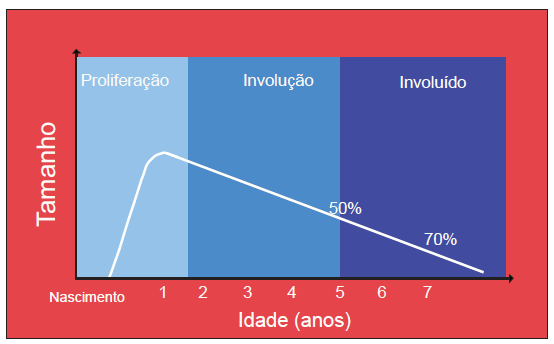 Proliferação
Involução
Involuído
Tamanho
50%
70%
Nascimento 1 2 3 4 5 6 7
Idade (anos)